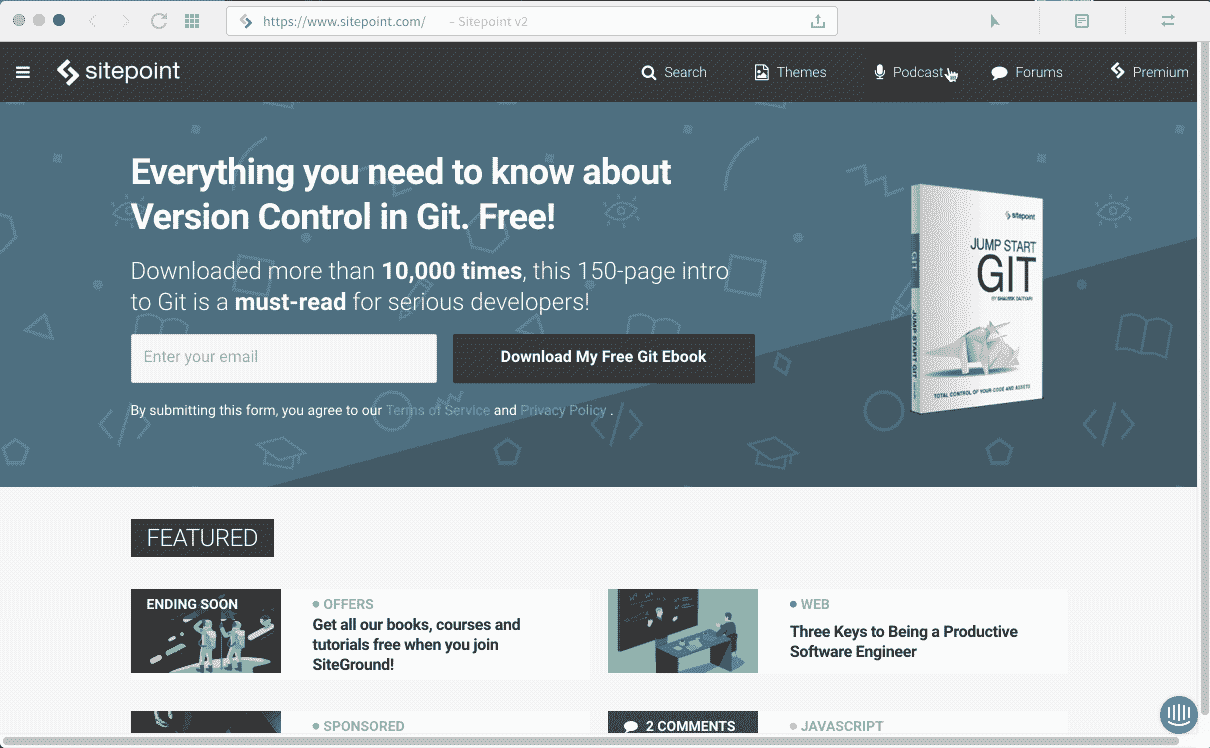 https://www.sitepoint.com/ - Sitepoint v2
sitepoint
Search
Themes
Podcast
Forums
Premium
Everything you need to know about
Version Control in Git. Free!
Downloaded more than 10,000 times, this 150-page intro
to Git is a must-read for serious developers!
Enter your email
Download My Free Git Ebook
By submitting this form, you agree to our Terms of Service and Privacy Policy .
sitepoint
JUMP START
GIT
BY SHAUMIK DAITYARI
TOTAL CONTROL OF YOUR CODE AND ASSETS
GIT
JUMP START GIT
FEATURED
ENDING SOON
OFFERS
Get all our books, courses and
tutorials free when you join
SiteGround!
WEB
Three Keys to Being a Productive
Software Engineer
SPONSORED
2 COMMENTS
JAVASCRIPT